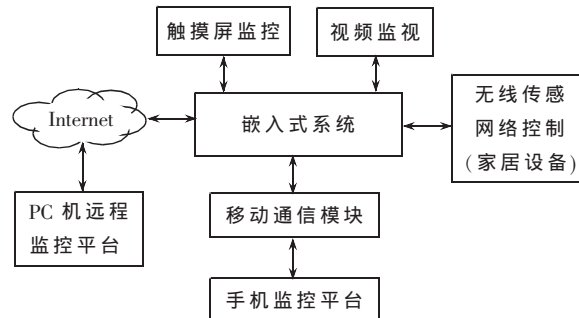 触摸屏监控
视频监视
Internet
嵌入式系统
无线传感
网络控制
(家居设备)
PC 机远程
监控平台
移动通信模块
手机监控平台